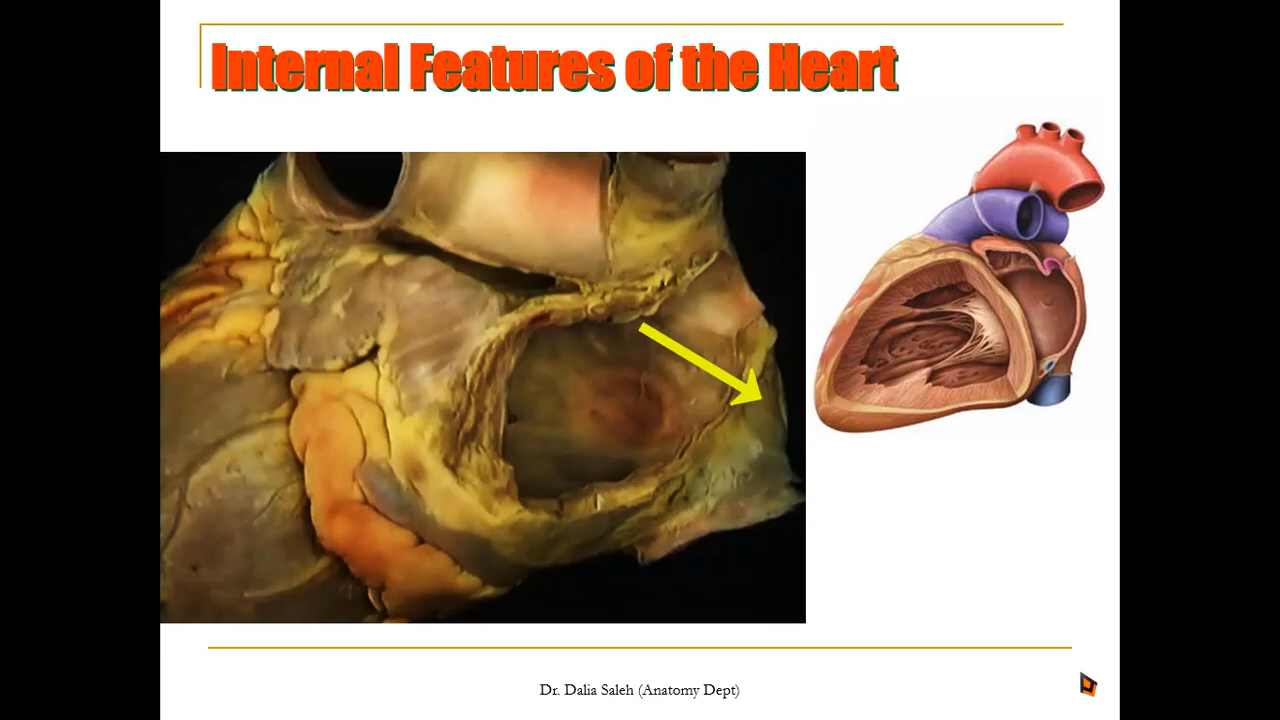 Internal Features of the Heart
Dr. Dalia Saleh (Anatomy Dept)